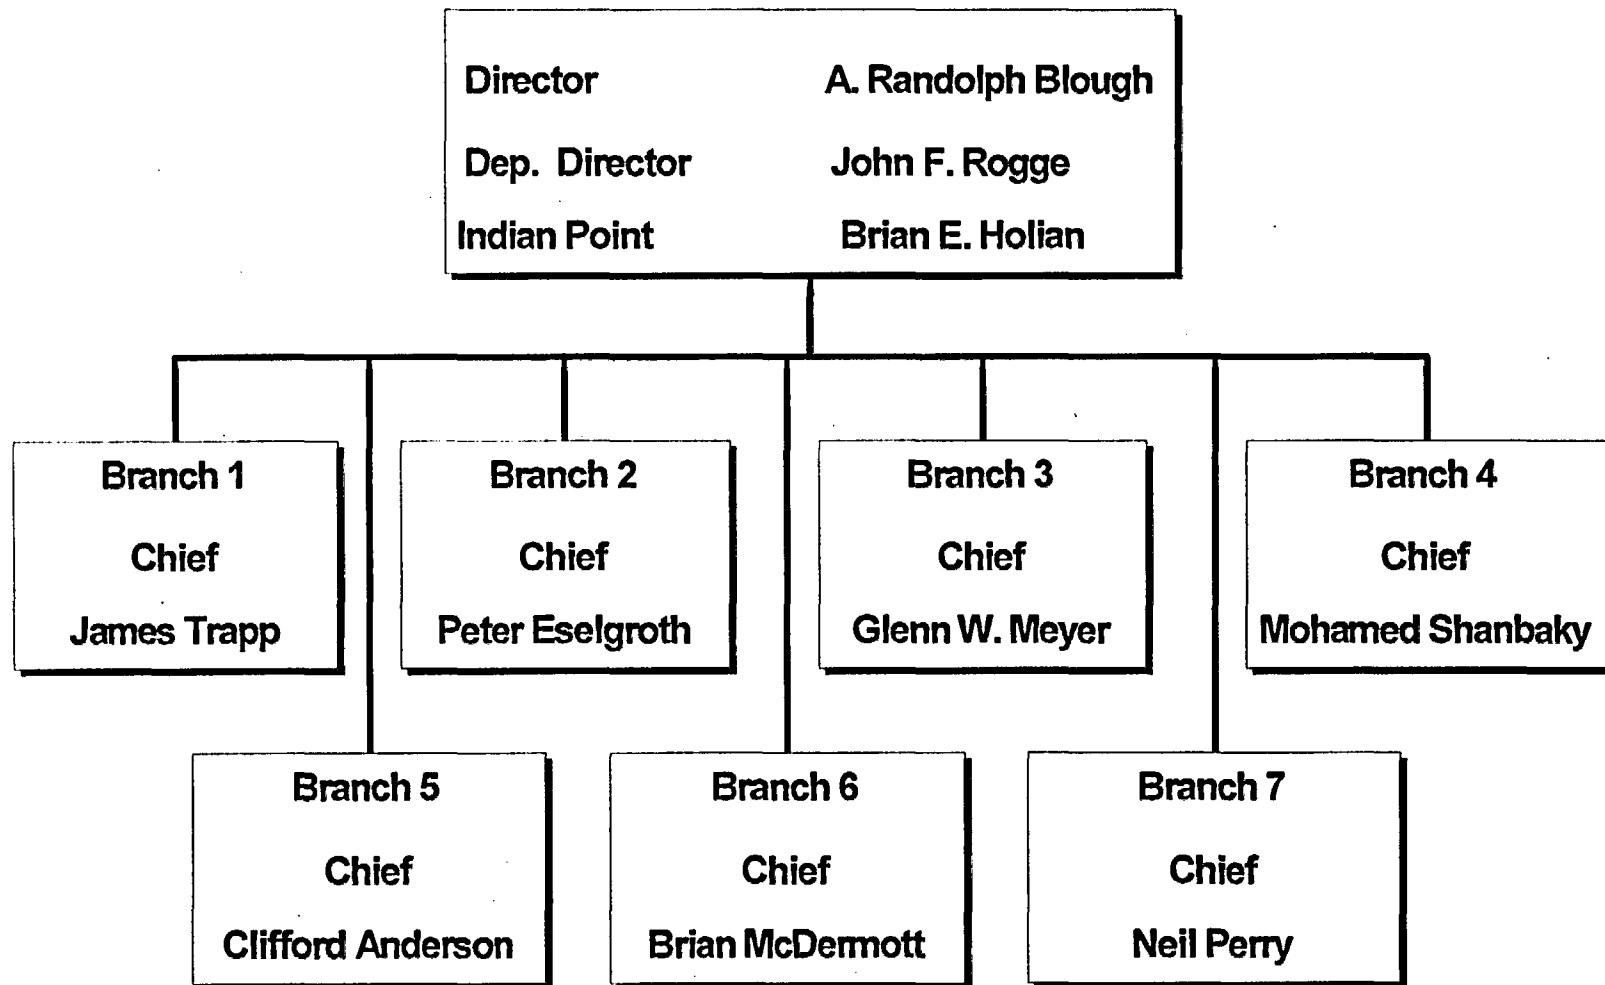 Director A. Randolph Blough
Dep. Director John F. Rogge
Indian Point Brian E. Holian
Branch 1
Chief
James Trapp
Branch 2
Chief
Peter Eselgroth
Branch 3
Chief
Glenn W. Meyer
Branch 4
Chief
Mohamed Shanbaky
Branch 5
Chief
Clifford Anderson
Branch 6
Chief
Brian McDermott
Branch 7
Chief
Neil Perry